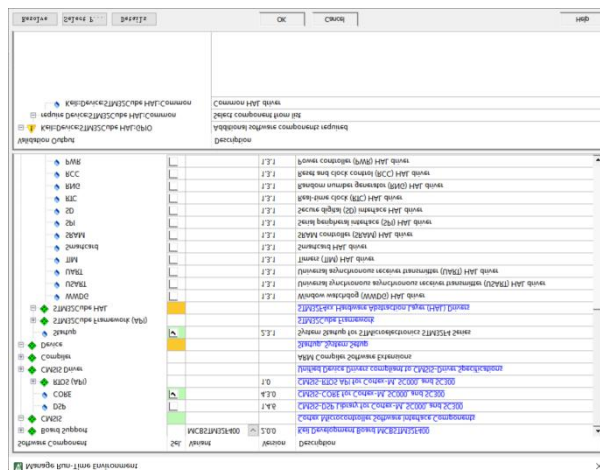 Manage Run-Time Environment
Software Component Sel. Variant Version Description
Board Support MCBSTM32F400 2.0.0 Keil Development Board MCBSTM32F400
CMSIS Cortex Microcontroller Software Interface Components
DSP 1.4.6 CMSIS-DSP Library for Cortex-M, SC000, and SC300
CORE 4.3.0 CMSIS-CORE for Cortex-M, SC000, and SC300
RTOS (API) 1.0 CMSIS-RTOS API for Cortex-M, SC000, and SC300
CMSIS Driver Unified Device Drivers compliant to CMSIS-Driver Specifications
Compiler ARM Compiler Software Extensions
Device Startup, System Setup
Startup 2.3.1 System Startup for STMicroelectronics STM32F4 Series
STM32Cube Framework (API) STM32Cube Framework
STM32Cube HAL STM32F4xx Hardware Abstraction Layer (HAL) Drivers
WWDG 1.3.1 Window watchdog (WWDG) HAL driver
USART 1.3.1 Universal synchronous asynchronous receiver transmitter (USART) HAL driver
UART 1.3.1 Universal asynchronous receiver transmitter (UART) HAL driver
TIM 1.3.1 Timers (TIM) HAL driver
Smartcard 1.3.1 Smartcard HAL driver
SRAM 1.3.1 SRAM controller (SRAM) HAL driver
SPI 1.3.1 Serial peripheral interface (SPI) HAL driver
SD 1.3.1 Secure digital (SD) interface HAL driver
RTC 1.3.1 Real-time clock (RTC) HAL driver
RNG 1.3.1 Random number generator (RNG) HAL driver
RCC 1.3.1 Reset and clock control (RCC) HAL driver
PWR 1.3.1 Power controller (PWR) HAL driver
Validation Output Description
Keil:Device:STM32Cube HAL:GPIO Additional software components required
require Device:STM32Cube HAL:Common Select component from list
Keil:Device:STM32Cube HAL:Common Common HAL driver
Resolve Select P... Details OK Cancel Help